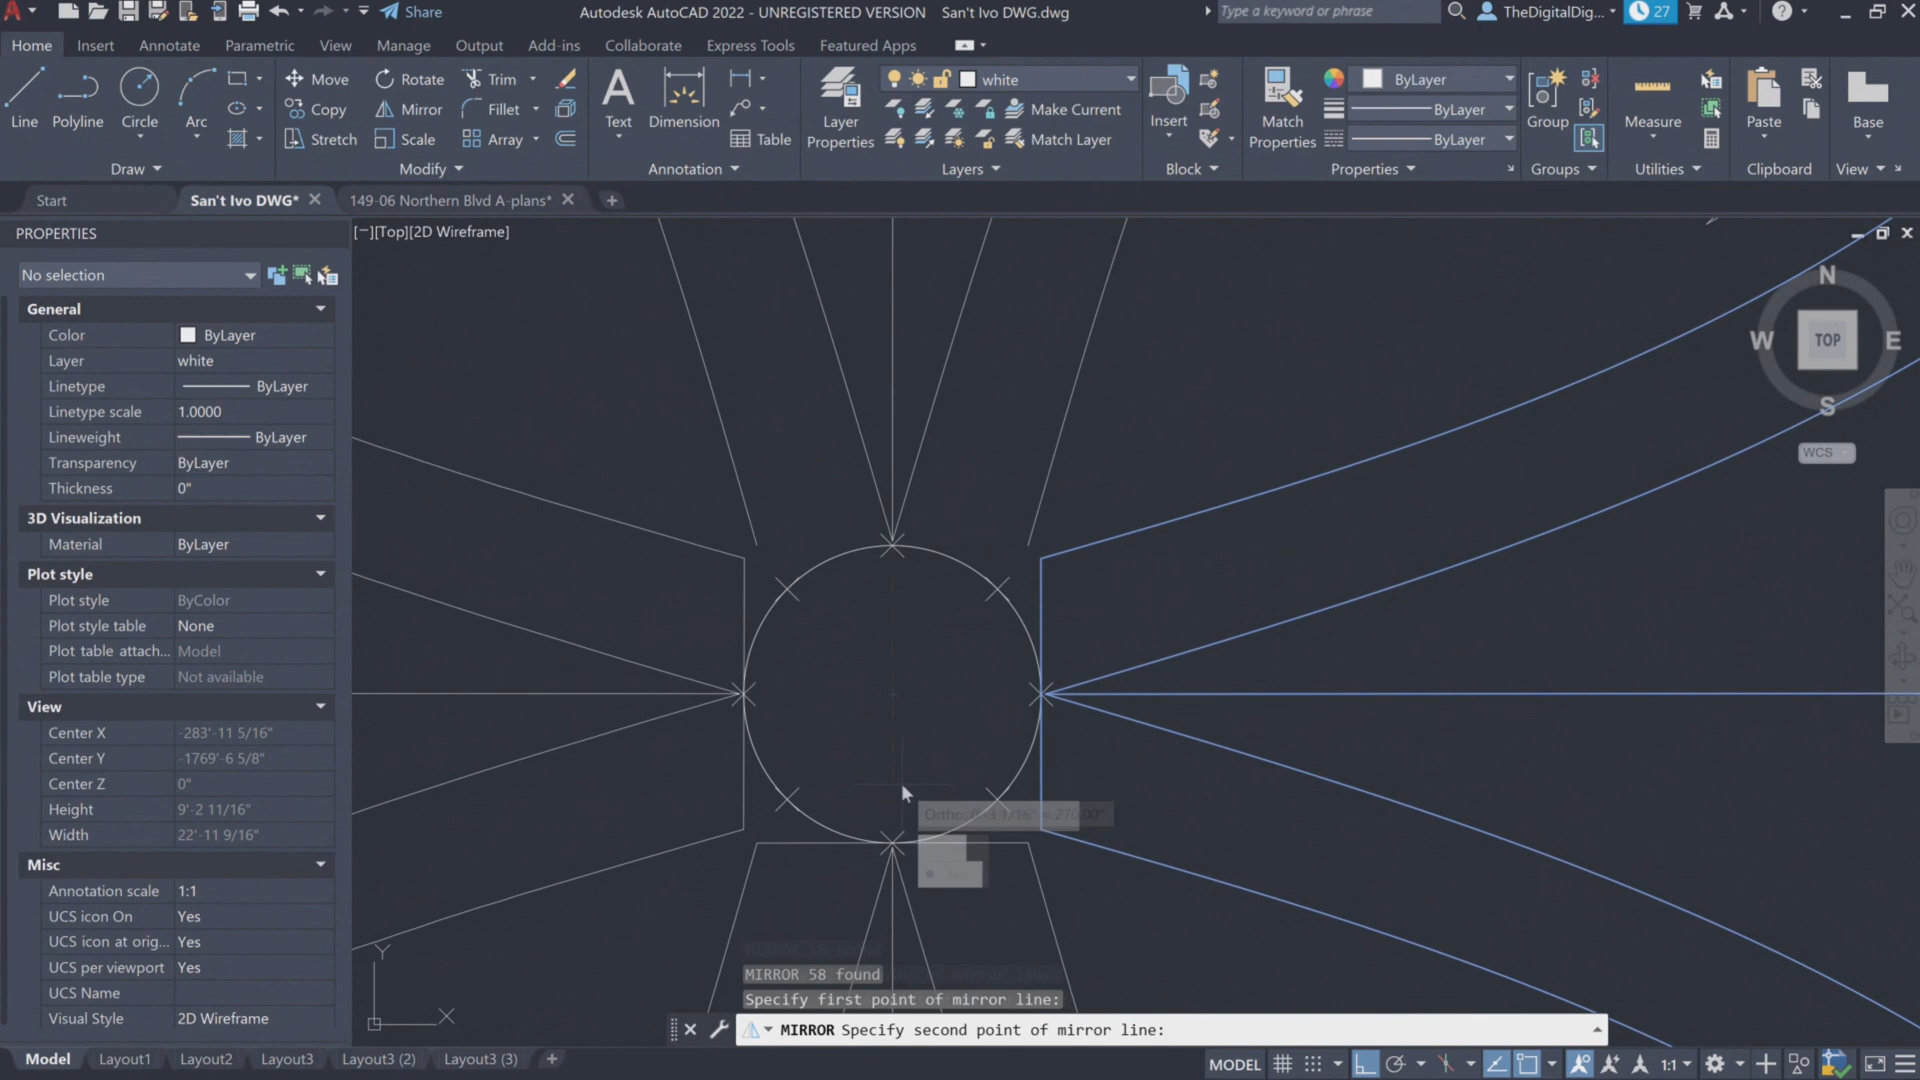 Share
Autodesk AutoCAD 2022 - UNREGISTERED VERSION San't Ivo DWG.dwg
Type a keyword or phrase
TheDigitalDig...
27
Home Insert Annotate Parametric View Manage Output Add-ins Collaborate Express Tools Featured Apps
Line Polyline Circle Arc
Move Rotate Trim
Copy Mirror Fillet
Stretch Scale Array
Text Dimension Table
Layer Properties
white
Make Current
Match Layer
Insert
Match Properties
ByLayer
ByLayer
ByLayer
Group Measure Paste Base
Draw Modify Annotation Layers Block Properties Groups Utilities Clipboard View
Start San't Ivo DWG* 149-06 Northern Blvd A-plans*
PROPERTIES
[−][Top][2D Wireframe]
No selection
General
Color ByLayer
Layer white
Linetype ByLayer
Linetype scale 1.0000
Lineweight ByLayer
Transparency ByLayer
Thickness 0"
3D Visualization
Material ByLayer
Plot style
Plot style ByColor
Plot style table None
Plot table attach... Model
Plot table type Not available
View
Center X -283'-11 5/16"
Center Y -1769'-6 5/8"
Center Z 0"
Height 9'-2 11/16"
Width 22'-11 9/16"
Misc
Annotation scale 1:1
UCS icon On Yes
UCS icon at orig... Yes
UCS per viewport Yes
UCS Name
Visual Style 2D Wireframe
N
W TOP E
S
WCS
Y
X
MIRROR 58 found
Specify first point of mirror line:
MIRROR Specify second point of mirror line:
Model Layout1 Layout2 Layout3 Layout3 (2) Layout3 (3)
MODEL 1:1